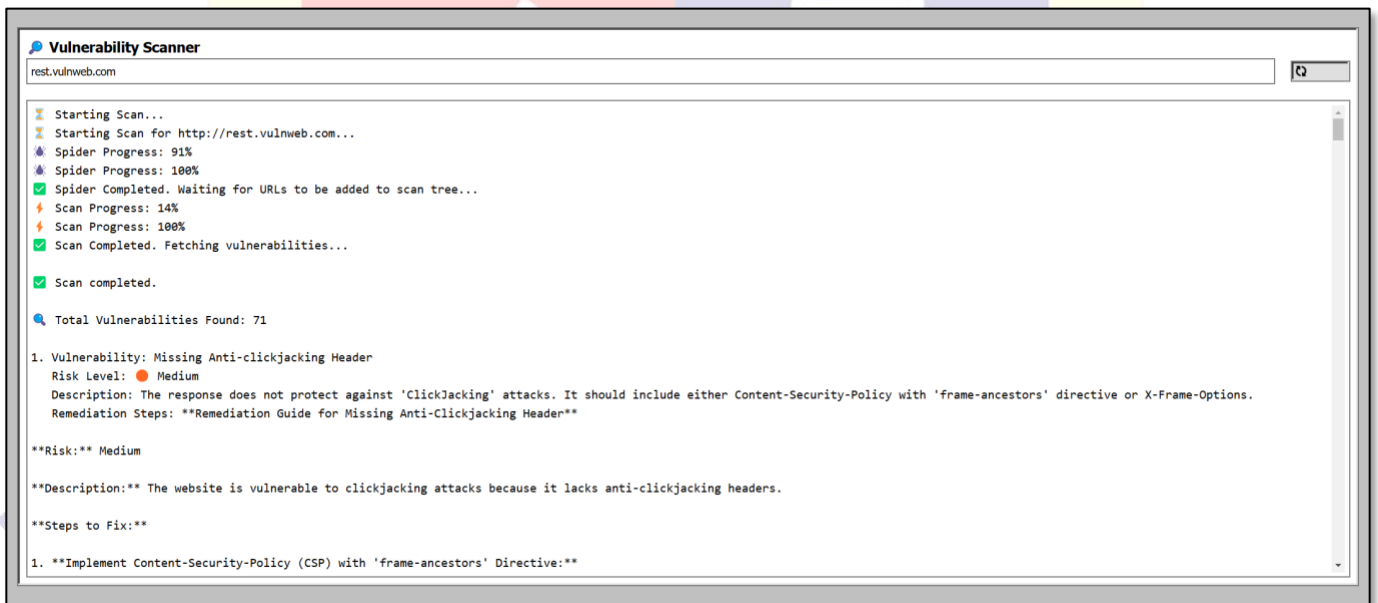 🔎 Vulnerability Scanner
rest.vulnweb.com
⏳ Starting Scan...
⏳ Starting Scan for http://rest.vulnweb.com...
🕷 Spider Progress: 91%
🕷 Spider Progress: 100%
✅ Spider Completed. Waiting for URLs to be added to scan tree...
⚡ Scan Progress: 14%
⚡ Scan Progress: 100%
✅ Scan Completed. Fetching vulnerabilities...
✅ Scan completed.
🔍 Total Vulnerabilities Found: 71
1. Vulnerability: Missing Anti-clickjacking Header
Risk Level: 🟠 Medium
Description: The response does not protect against 'ClickJacking' attacks. It should include either Content-Security-Policy with 'frame-ancestors' directive or X-Frame-Options.
Remediation Steps: **Remediation Guide for Missing Anti-Clickjacking Header**
**Risk:** Medium
**Description:** The website is vulnerable to clickjacking attacks because it lacks anti-clickjacking headers.
**Steps to Fix:**
1. **Implement Content-Security-Policy (CSP) with 'frame-ancestors' Directive:**